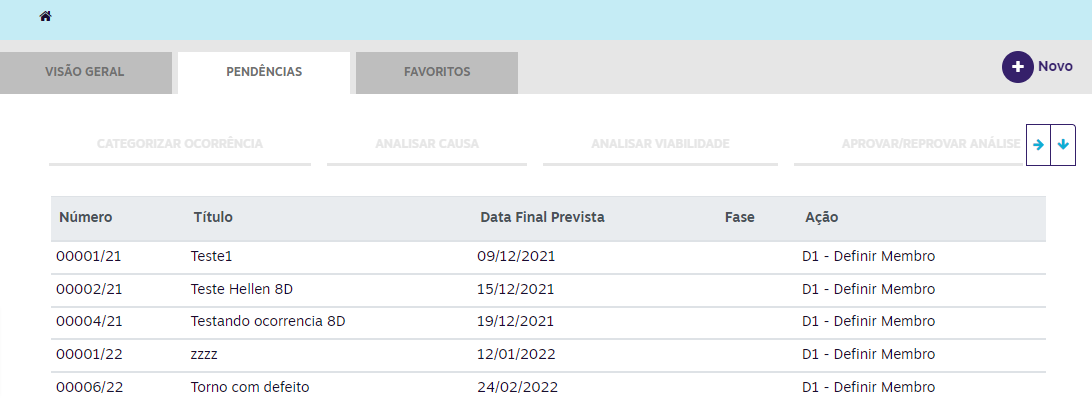 VISÃO GERAL PENDÊNCIAS FAVORITOS Novo
CATEGORIZAR OCORRÊNCIA ANALISAR CAUSA ANALISAR VIABILIDADE APROVAR/REPROVAR ANÁLISE
Número Título Data Final Prevista Fase Ação
00001/21 Teste1 09/12/2021 D1 - Definir Membro
00002/21 Teste Hellen 8D 15/12/2021 D1 - Definir Membro
00004/21 Testando ocorrencia 8D 19/12/2021 D1 - Definir Membro
00001/22 zzzz 12/01/2022 D1 - Definir Membro
00006/22 Torno com defeito 24/02/2022 D1 - Definir Membro